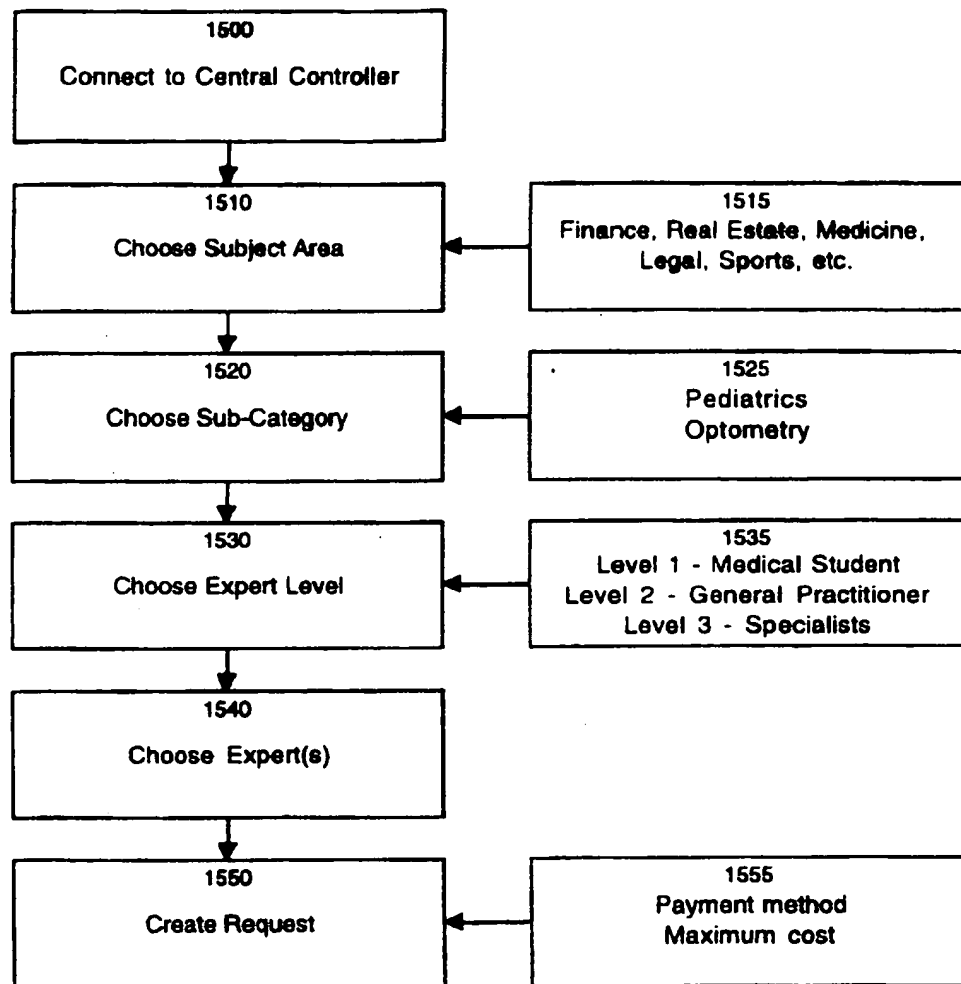 1500
Connect to Central Controller
1510
Choose Subject Area
1515
Finance, Real Estate, Medicine,
Legal, Sports, etc.
1520
Choose Sub-Category
1525
Pediatrics
Optometry
1530
Choose Expert Level
1535
Level 1 - Medical Student
Level 2 - General Practitioner
Level 3 - Specialists
1540
Choose Expert(s)
1550
Create Request
1555
Payment method
Maximum cost